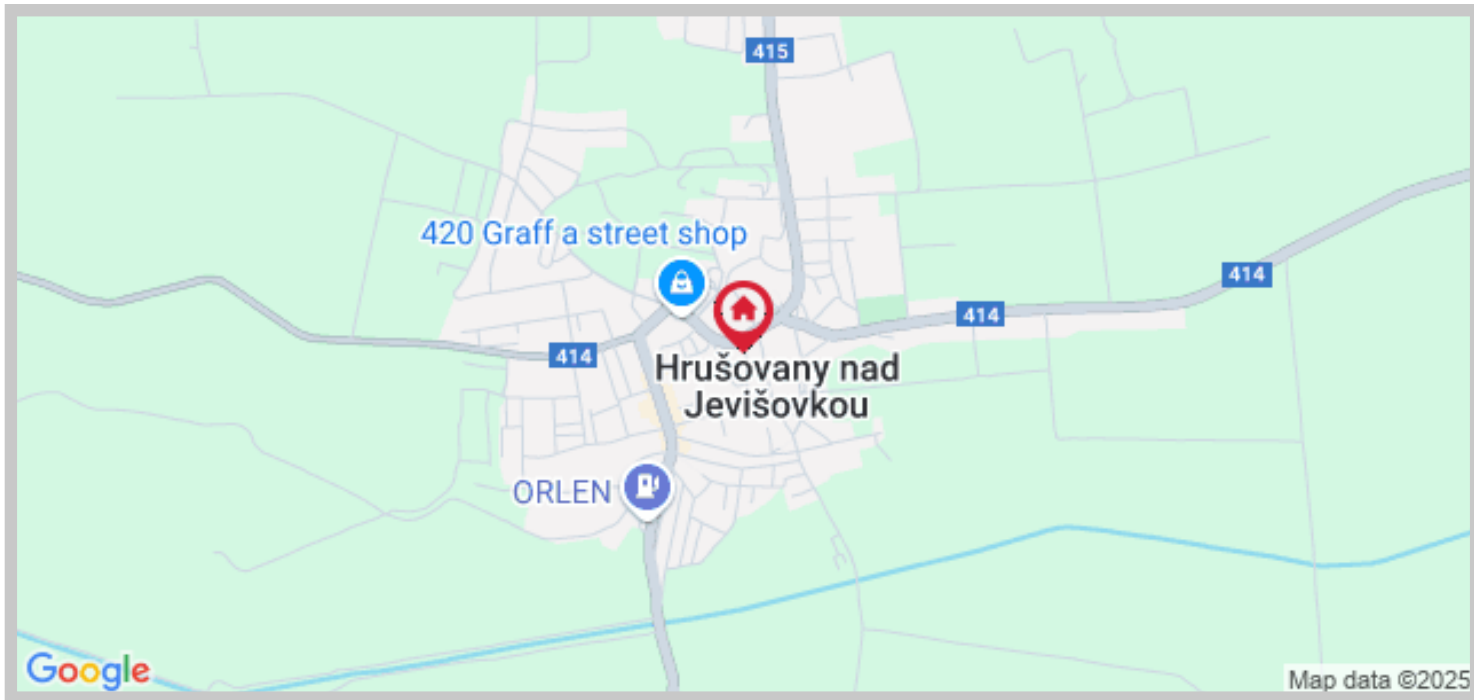 415
420 Graff a street shop
414
414
414
Hrušovany nad
Jevišovkou
ORLEN
Google
Map data ©2025